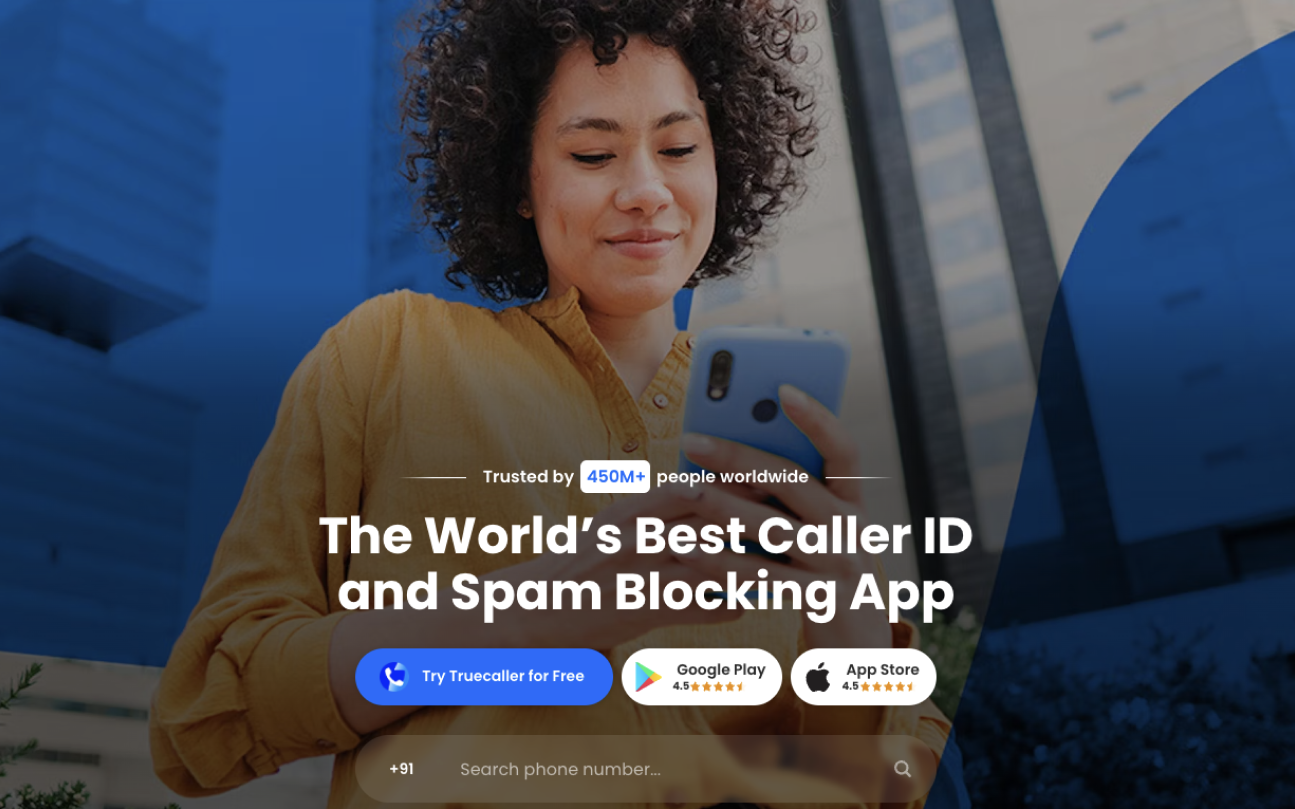 Trusted by 450M+ people worldwide
The World’s Best Caller ID
and Spam Blocking App
Try Truecaller for Free
Google Play
4.5
App Store
4.5
+91 Search phone number...